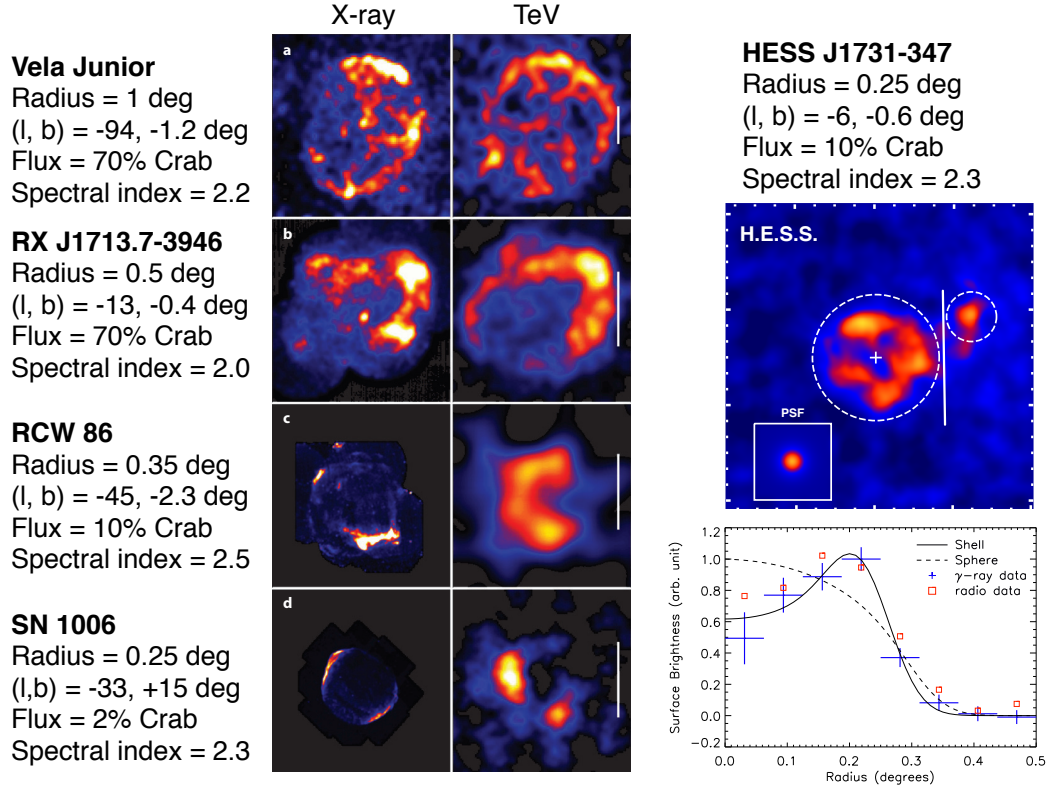 X-ray
TeV
Vela Junior
Radius = 1 deg
(l, b) = -94, -1.2 deg
Flux = 70% Crab
Spectral index = 2.2
a
RX J1713.7-3946
Radius = 0.5 deg
(l, b) = -13, -0.4 deg
Flux = 70% Crab
Spectral index = 2.0
b
RCW 86
Radius = 0.35 deg
(l, b) = -45, -2.3 deg
Flux = 10% Crab
Spectral index = 2.5
c
SN 1006
Radius = 0.25 deg
(l,b) = -33, +15 deg
Flux = 2% Crab
Spectral index = 2.3
d
HESS J1731-347
Radius = 0.25 deg
(l, b) = -6, -0.6 deg
Flux = 10% Crab
Spectral index = 2.3
H.E.S.S.
PSF
Surface Brightness (arb. unit)
1.2
1.0
0.8
0.6
0.4
0.2
0.0
−0.2
Shell
Sphere
γ-ray data
radio data
0.0 0.1 0.2 0.3 0.4 0.5
Radius (degrees)